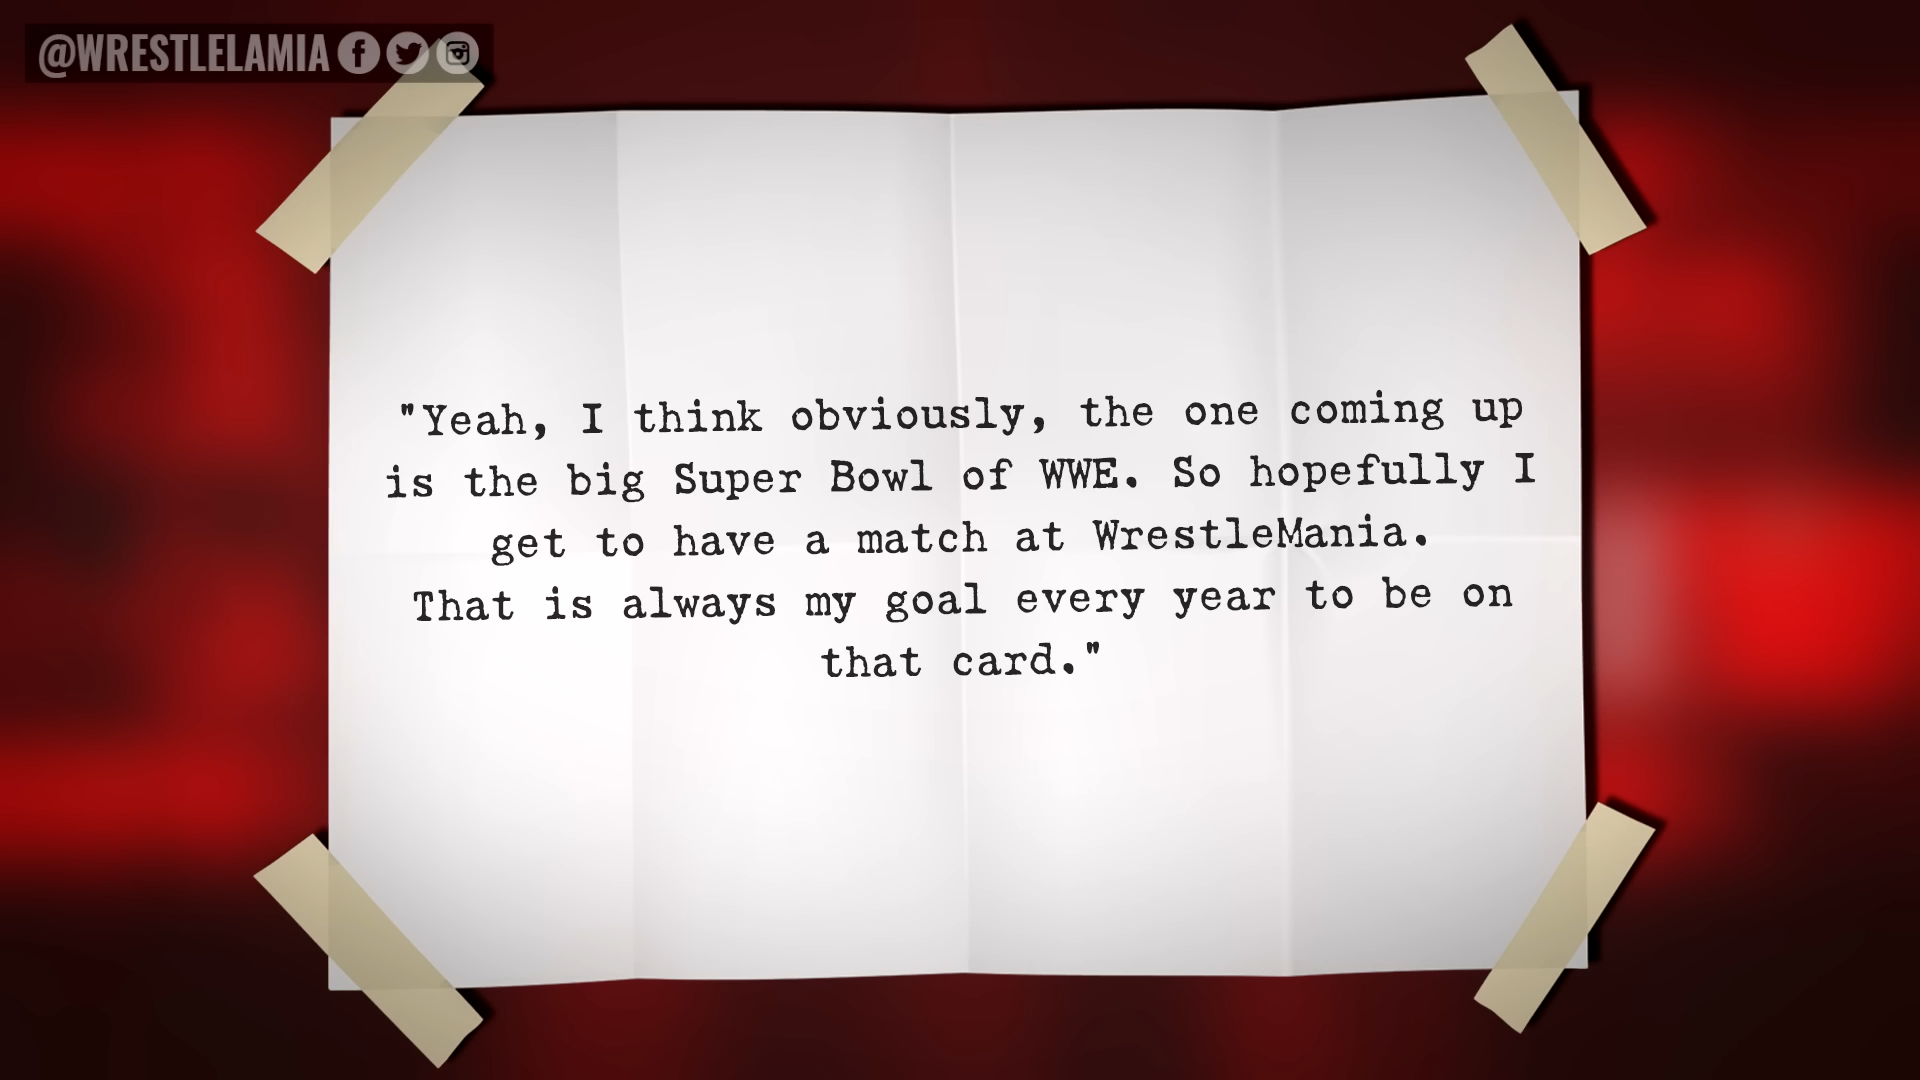 @WRESTLELAMIA
"Yeah, I think obviously, the one coming up
is the big Super Bowl of WWE. So hopefully I
get to have a match at WrestleMania.
That is always my goal every year to be on
that card."